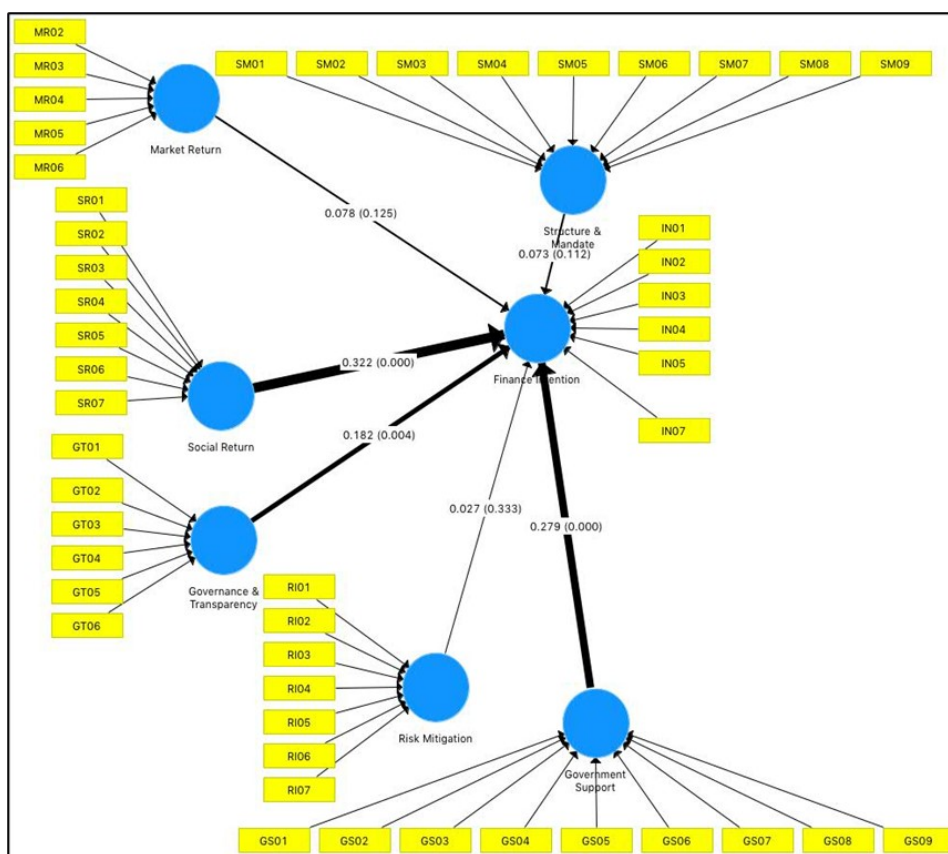 MR02
MR03
MR04
MR05
MR06
Market Return
SM01
SM02
SM03
SM04
SM05
SM06
SM07
SM08
SM09
Structure &
Mandate
SR01
SR02
SR03
SR04
SR05
SR06
SR07
Social Return
0.078 (0.125)
0.073 (0.112)
IN01
IN02
IN03
IN04
IN05
IN07
Finance Intention
0.322 (0.000)
0.182 (0.004)
0.027 (0.333)
0.279 (0.000)
GT01
GT02
GT03
GT04
GT05
GT06
Governance &
Transparency
RI01
RI02
RI03
RI04
RI05
RI06
RI07
Risk Mitigation
Government
Support
GS01
GS02
GS03
GS04
GS05
GS06
GS07
GS08
GS09